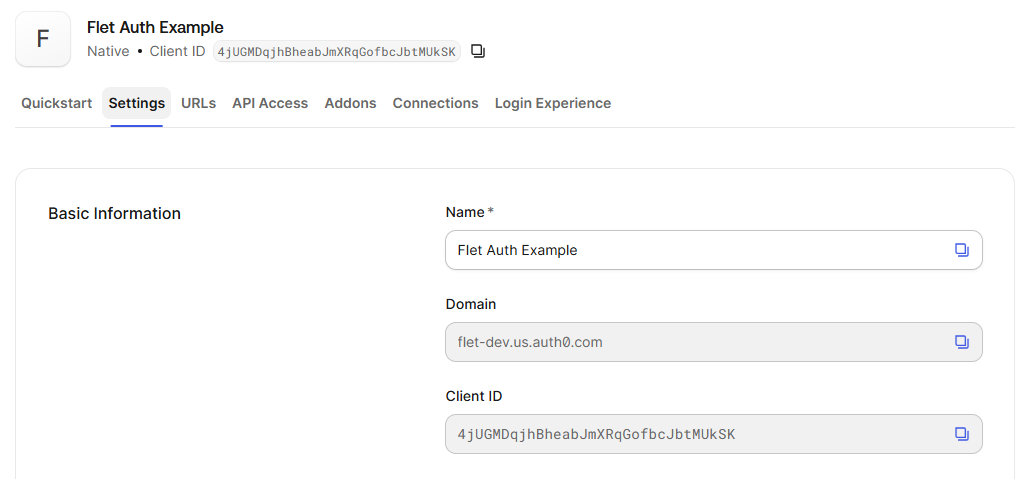 F
Flet Auth Example
Native • Client ID 4jUGMDqjhBheabJmXRqGofbcJbtMUkSK
Quickstart Settings URLs API Access Addons Connections Login Experience
Basic Information
Name *
Flet Auth Example
Domain
flet-dev.us.auth0.com
Client ID
4jUGMDqjhBheabJmXRqGofbcJbtMUkSK